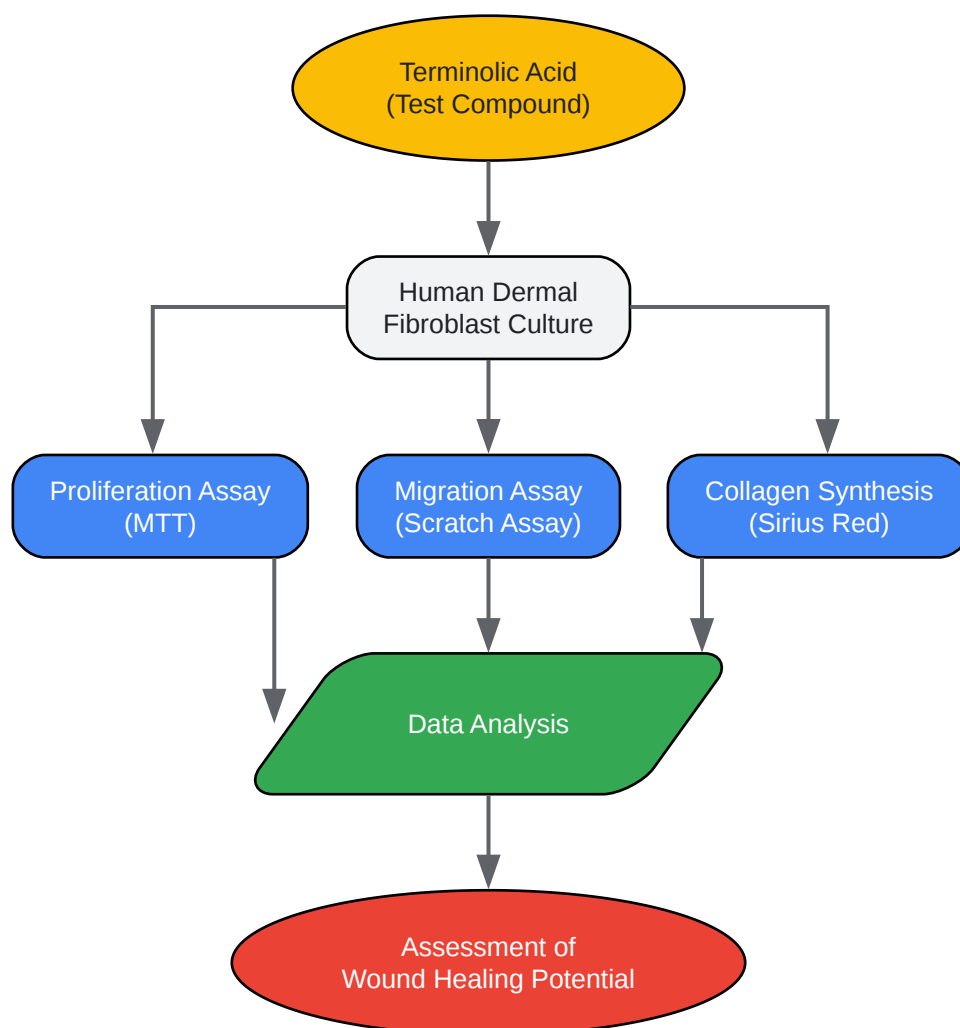 Terminolic Acid
(Test Compound)
Human Dermal
Fibroblast Culture
Proliferation Assay
(MTT)
Migration Assay
(Scratch Assay)
Collagen Synthesis
(Sirius Red)
Data Analysis
Assessment of
Wound Healing Potential